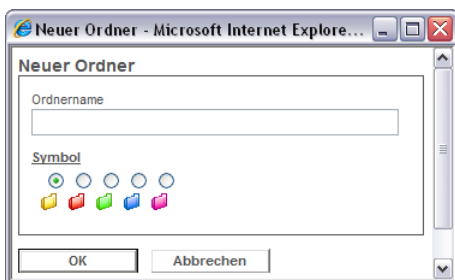 Neuer Ordner - Microsoft Internet Explore...
Neuer Ordner
Ordnername
Symbol
OK Abbrechen